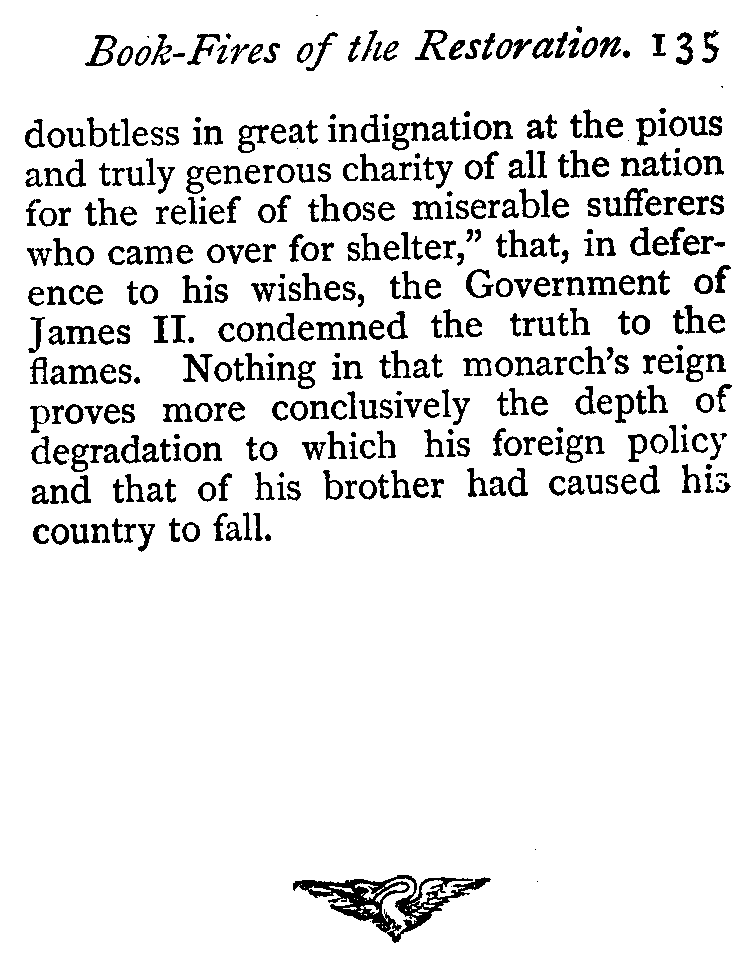 Book-Fires of the Restoration. 135
doubtless in great indignation at the pious
and truly generous charity of all the nation
for the relief of those miserable sufferers
who came over for shelter,” that, in defer-
ence to his wishes, the Government of
James II. condemned the truth to the
flames. Nothing in that monarch’s reign
proves more conclusively the depth of
degradation to which his foreign policy
and that of his brother had caused his
country to fall.